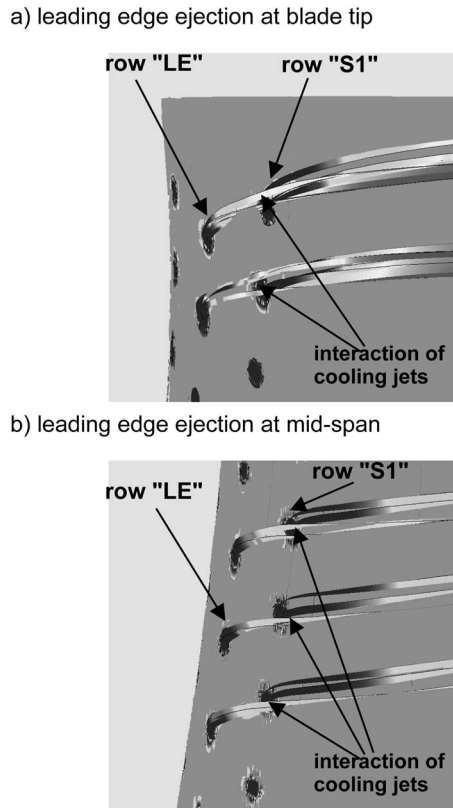 a) leading edge ejection at blade tip
row "LE"
row "S1"
interaction of
cooling jets
b) leading edge ejection at mid-span
row "S1"
row "LE"
interaction of
cooling jets